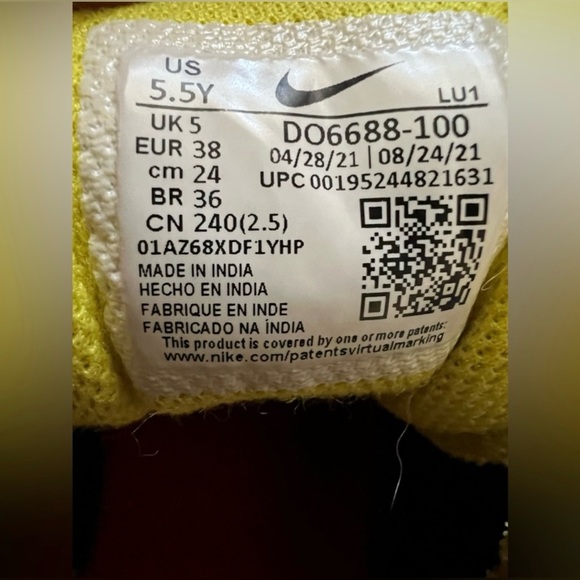 US
5.5Y
LU1
UK 5
DO6688-100
EUR 38
04/28/21 | 08/24/21
cm 24
UPC 00195244821631
BR 36
CN 240(2.5)
01AZ68XDF1YHP
MADE IN INDIA
HECHO EN INDIA
FABRIQUE EN INDE
FABRICADO NA ÍNDIA
This product is covered by one or more patents:
www.nike.com/patentsvirtualmarking